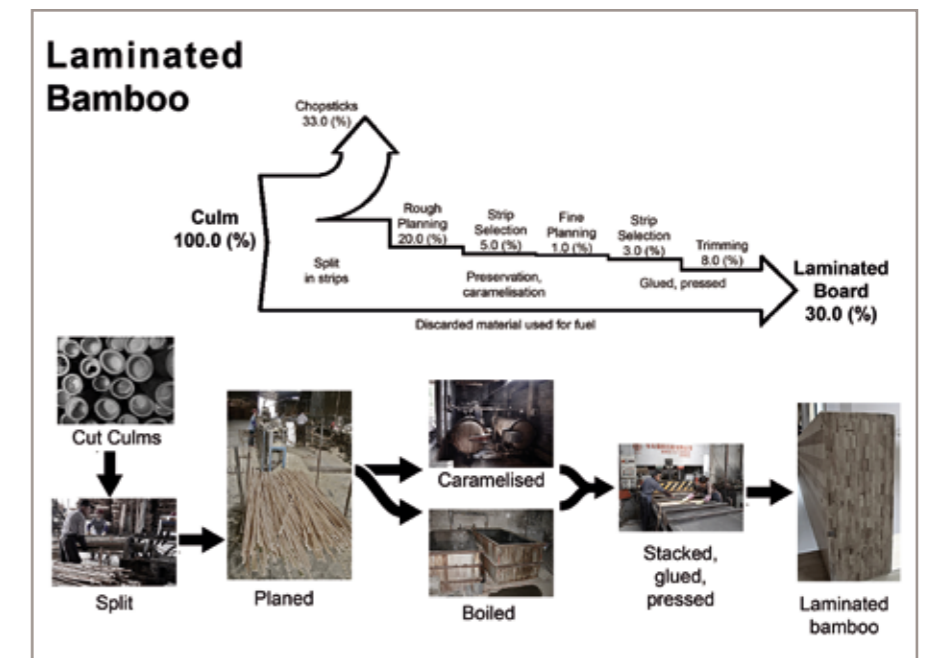 Laminated
Bamboo
Chopsticks
33.0 (%)
Culm
100.0 (%)
Split
in strips
Rough
Planning
20.0 (%)
Strip
Selection
5.0 (%)
Fine
Planning
1.0 (%)
Strip
Selection
3.0 (%)
Trimming
8.0 (%)
Preservation,
caramelisation
Glued, pressed
Laminated
Board
30.0 (%)
Discarded material used for fuel
Cut Culms
Split
Planed
Caramelised
Boiled
Stacked,
glued,
pressed
Laminated
bamboo